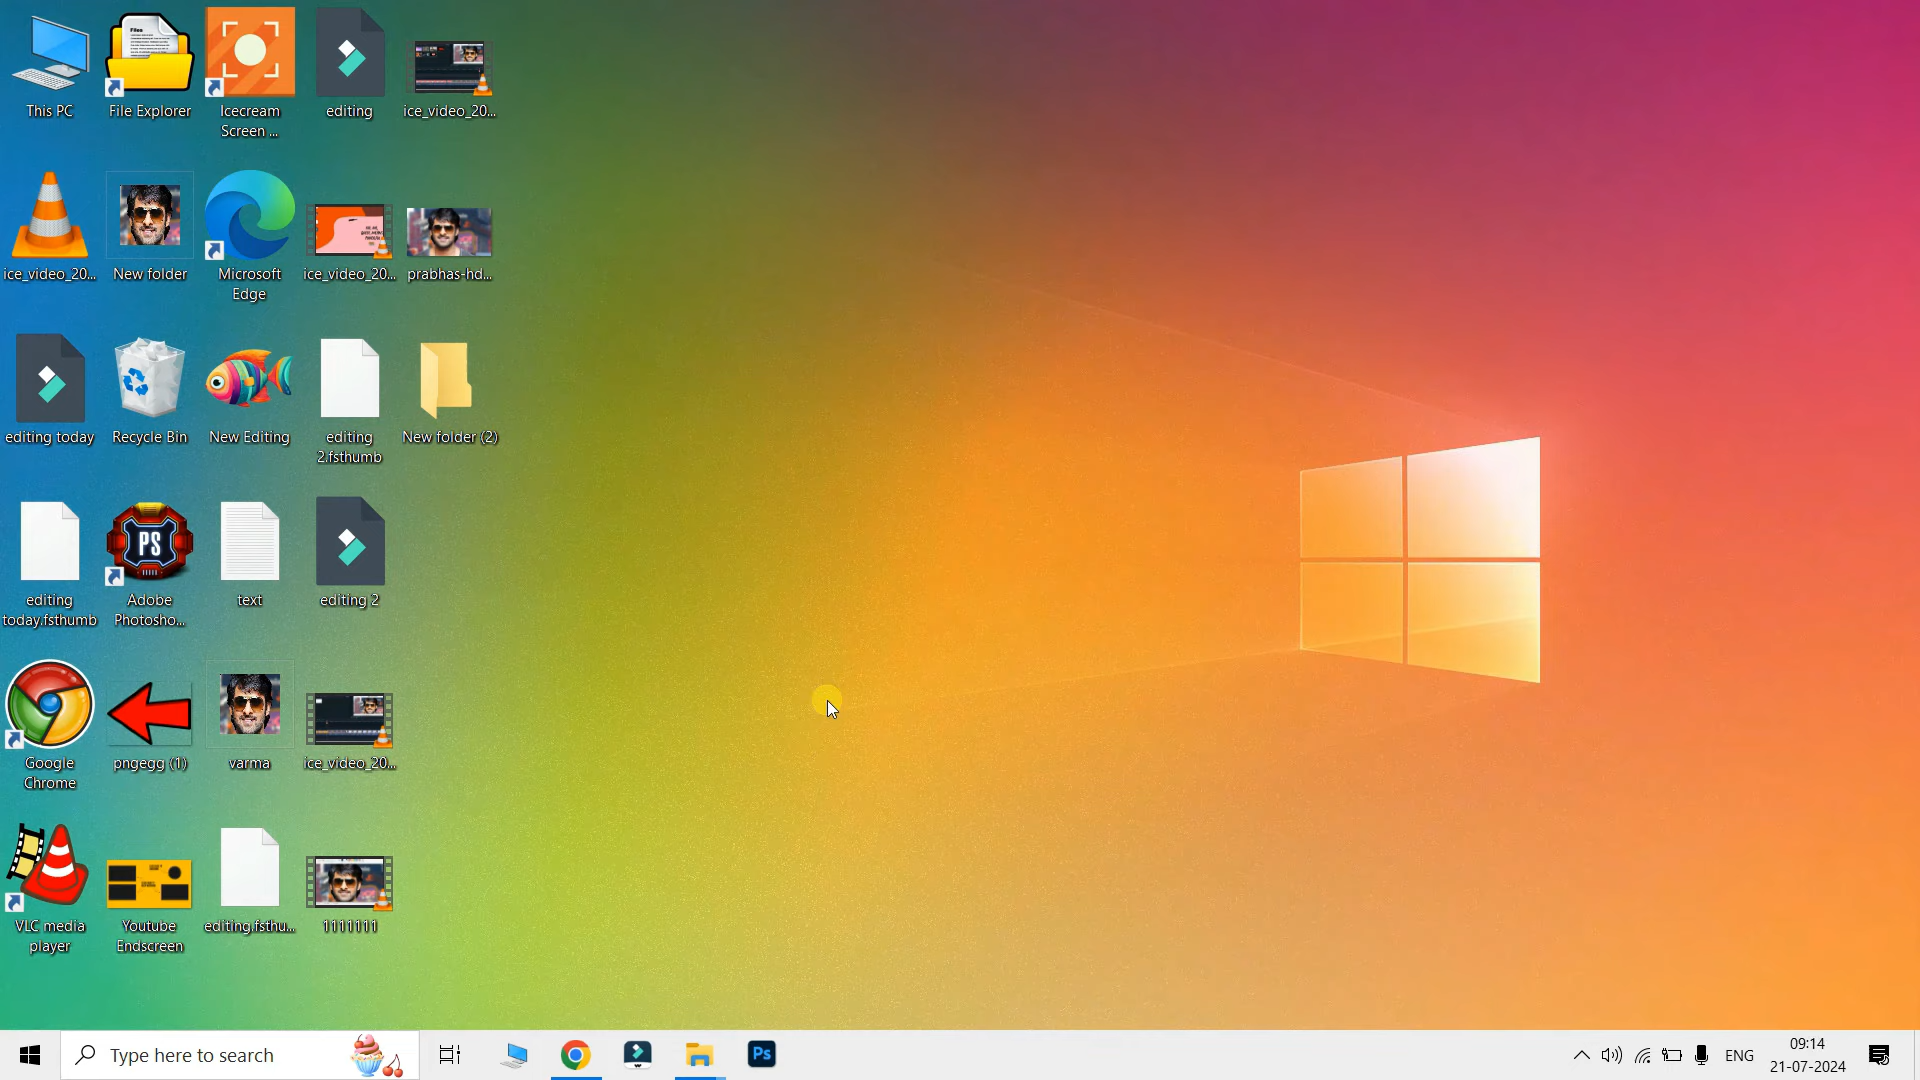 This PC
File Explorer
Icecream
Screen ...
editing
ice_video_20...
ice_video_20...
New folder
Microsoft
Edge
ice_video_20...
prabhas-hd...
editing today
Recycle Bin
New Editing
editing
2.fsthumb
New folder (2)
editing
today.fsthumb
PS
Adobe
Photosho...
text
editing 2
Google
Chrome
pngegg (1)
varma
ice_video_20...
VLC media
player
Youtube
Endscreen
editing.fsthu...
1111111
Type here to search
Ps
ENG
09:14
21-07-2024